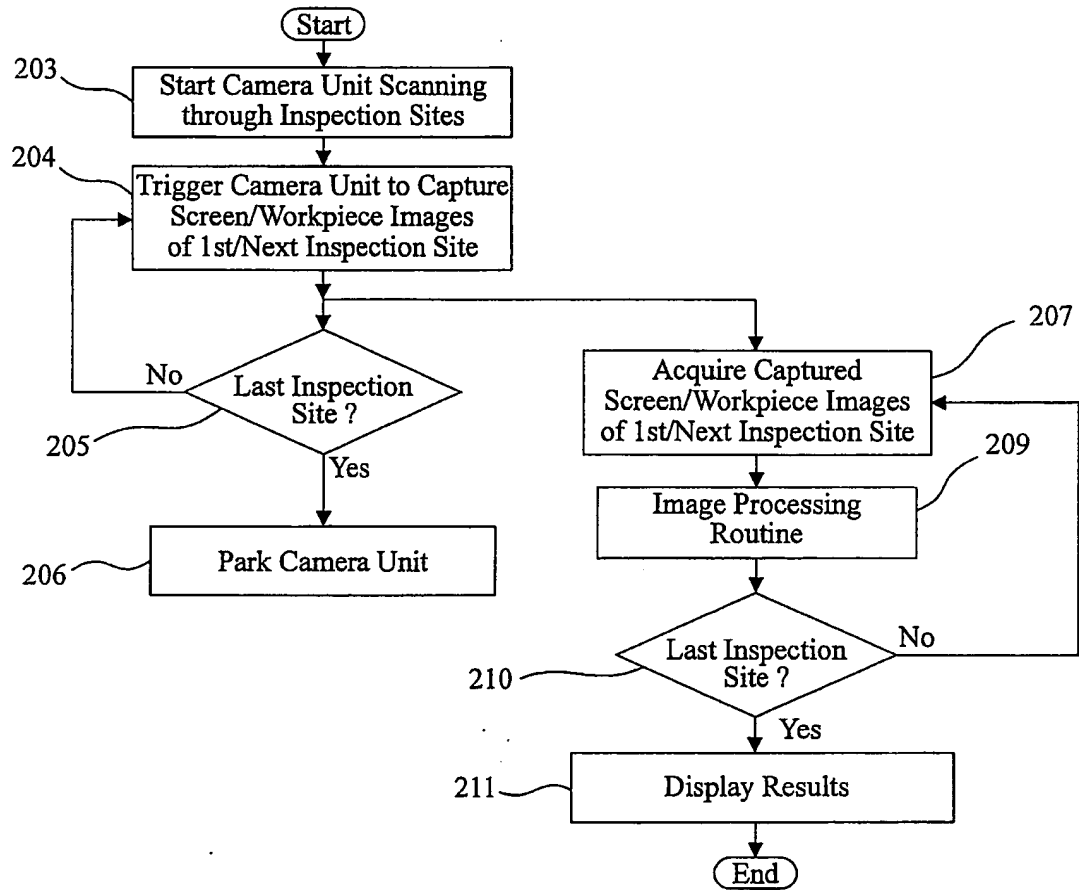 Start
203
Start Camera Unit Scanning
through Inspection Sites
204
Trigger Camera Unit to Capture
Screen/Workpiece Images
of 1st/Next Inspection Site
No
Last Inspection
Site ?
205
Yes
206
Park Camera Unit
207
Acquire Captured
Screen/Workpiece Images
of 1st/Next Inspection Site
209
Image Processing
Routine
No
Last Inspection
Site ?
210
Yes
211
Display Results
End